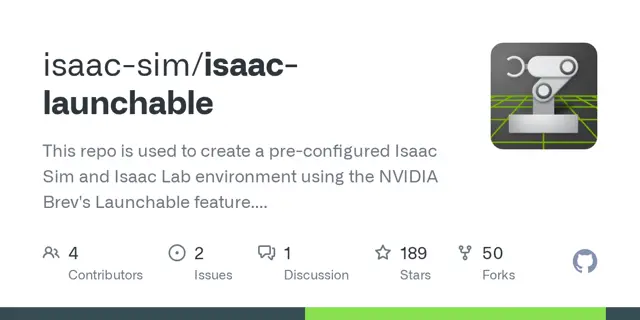 isaac-sim/isaac-
launchable
This repo is used to create a pre-configured Isaac
Sim and Isaac Lab environment using the NVIDIA
Brev's Launchable feature....
4 2 1 189 50
Contributors Issues Discussion Stars Forks